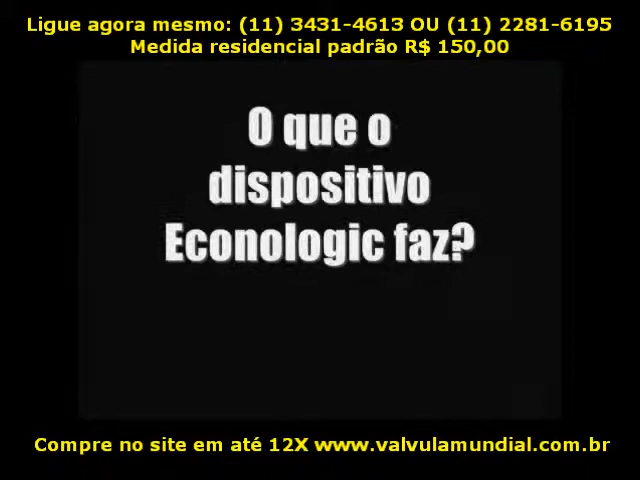 Ligue agora mesmo: (11) 3431-4613 OU (11) 2281-6195
Medida residencial padrão R$ 150,00
O que o
dispositivo
Econologic faz?
Compre no site em até 12X www.valvulamundial.com.br